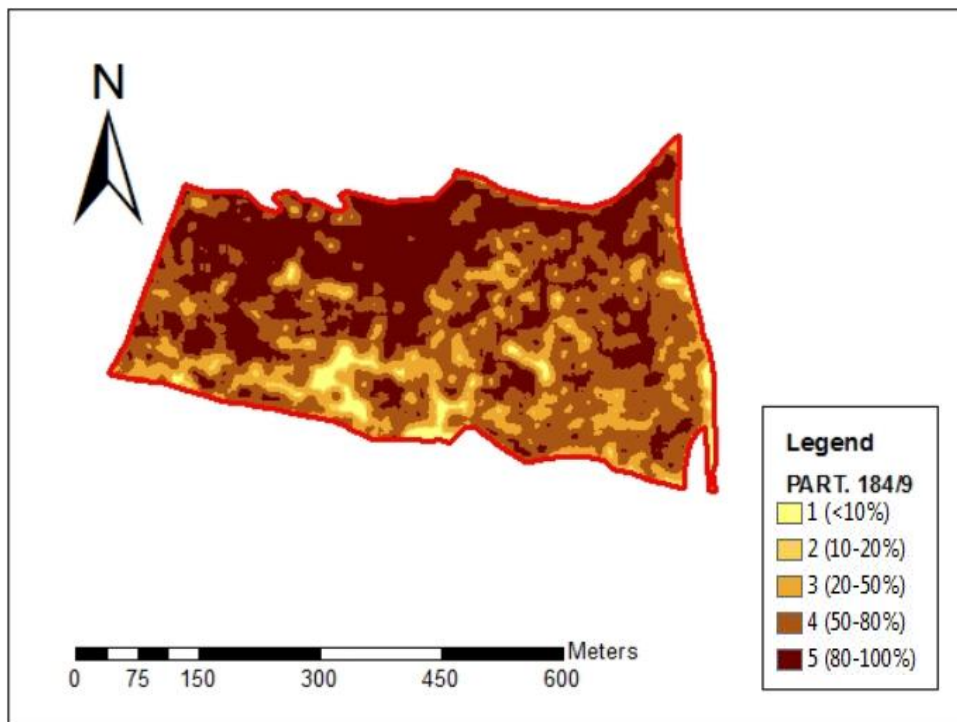 N
Legend
PART. 184/9
1 (<10%)
2 (10-20%)
3 (20-50%)
4 (50-80%)
5 (80-100%)
Meters
0 75 150 300 450 600